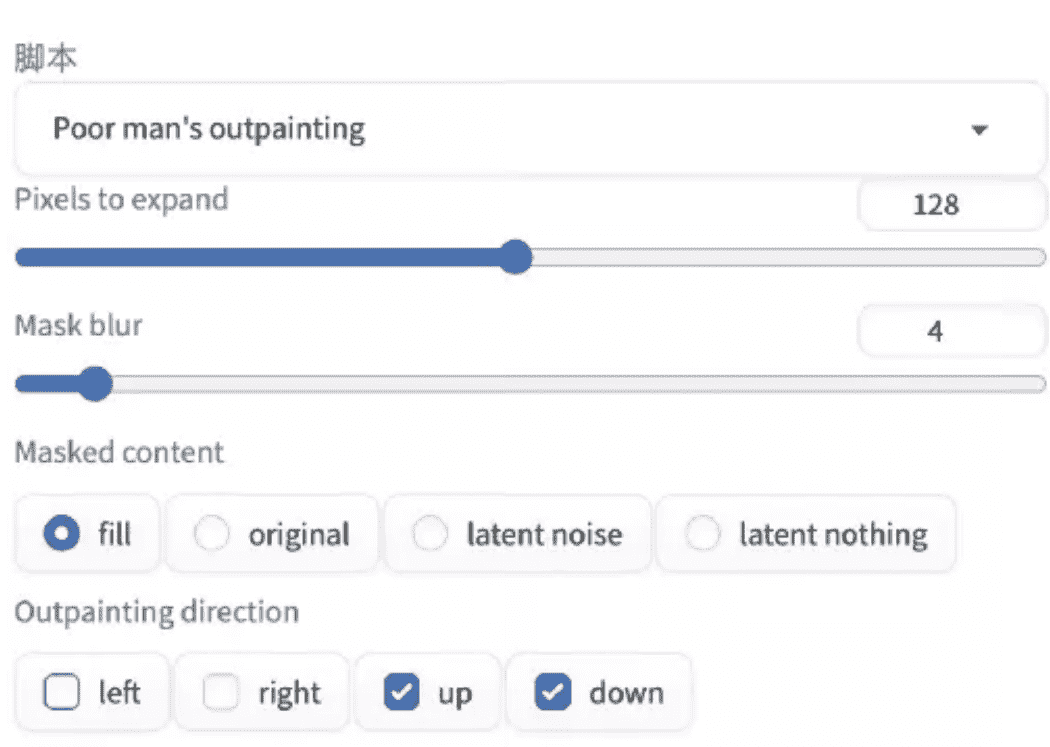 脚本
Poor man's outpainting
Pixels to expand 128
Mask blur 4
Masked content
fill original latent noise latent nothing
Outpainting direction
left right up down